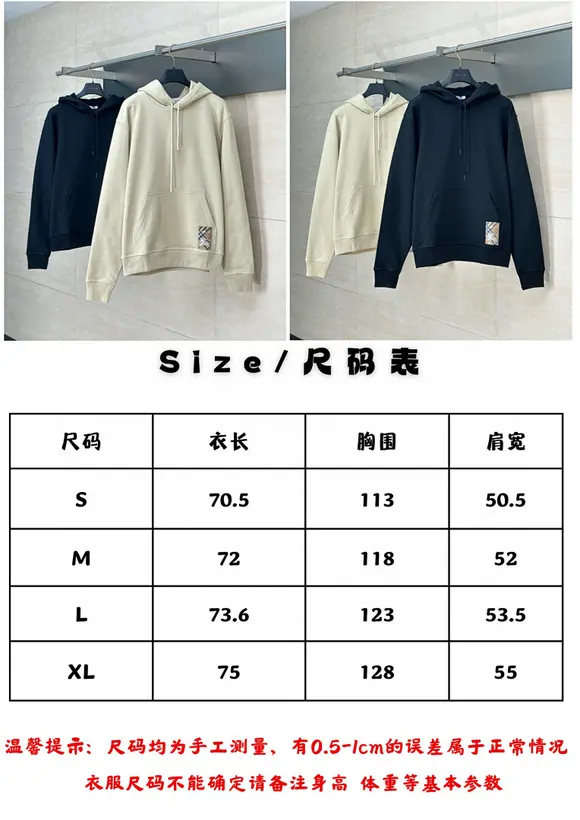 Size/尺码表
尺码 衣长 胸围 肩宽
S 70.5 113 50.5
M 72 118 52
L 73.6 123 53.5
XL 75 128 55
温馨提示：尺码均为手工测量、有0.5-1cm的误差属于正常情况
衣服尺码不能确定请备注身高 体重等基本参数